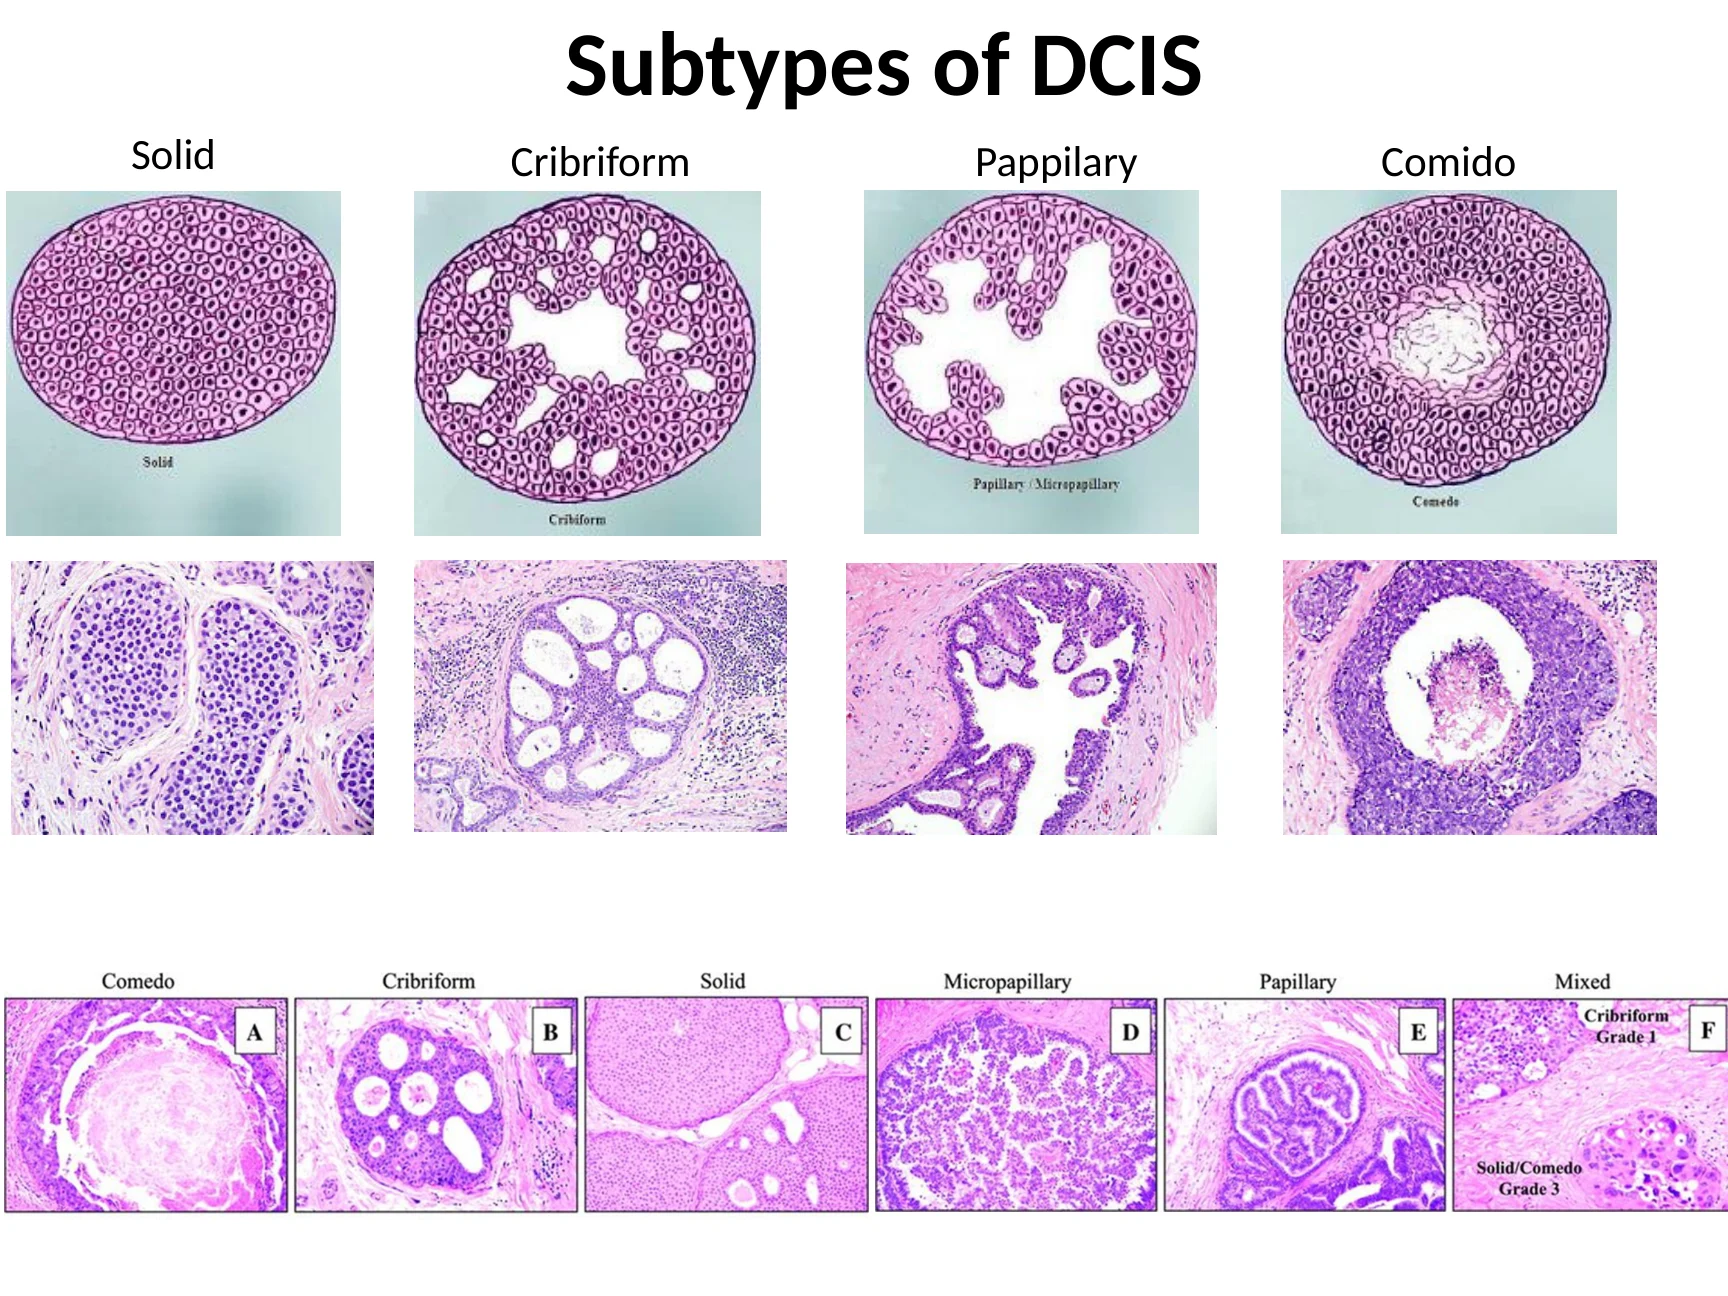 Subtypes of DCIS
Solid
Cribriform
Pappilary
Comido
Solid
Cribiform
Papillary / Micropapillary
Comedo
Comedo
Cribriform
Solid
Micropapillary
Papillary
Mixed
A
B
C
D
E
Cribriform
Grade 1
F
Solid/Comedo
Grade 3